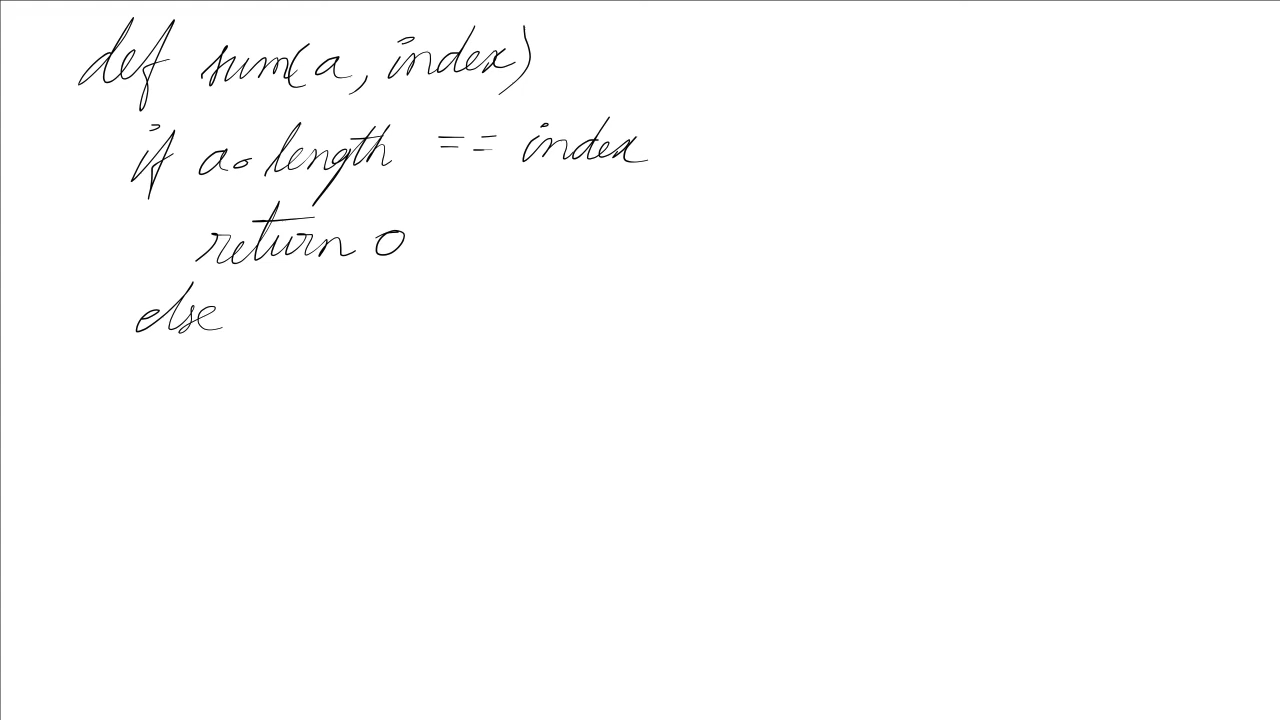 def sum(a, index)
if a.length == index
return 0
else